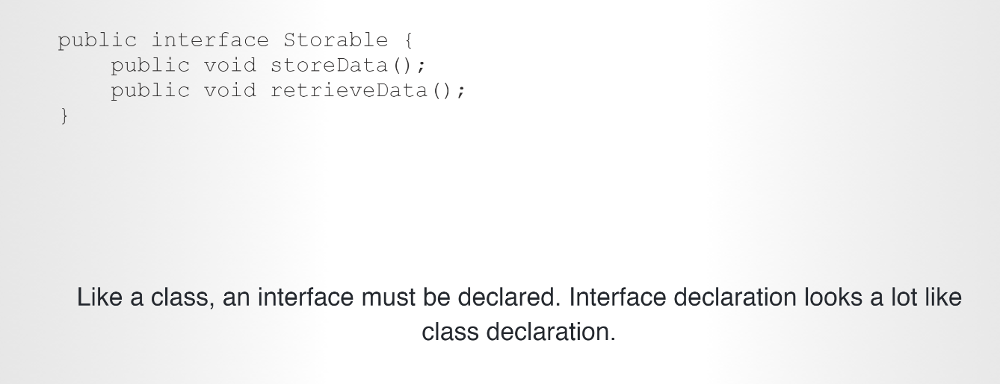 public interface Storable {
    public void storeData();
    public void retrieveData();
}
Like a class, an interface must be declared. Interface declaration looks a lot like
class declaration.